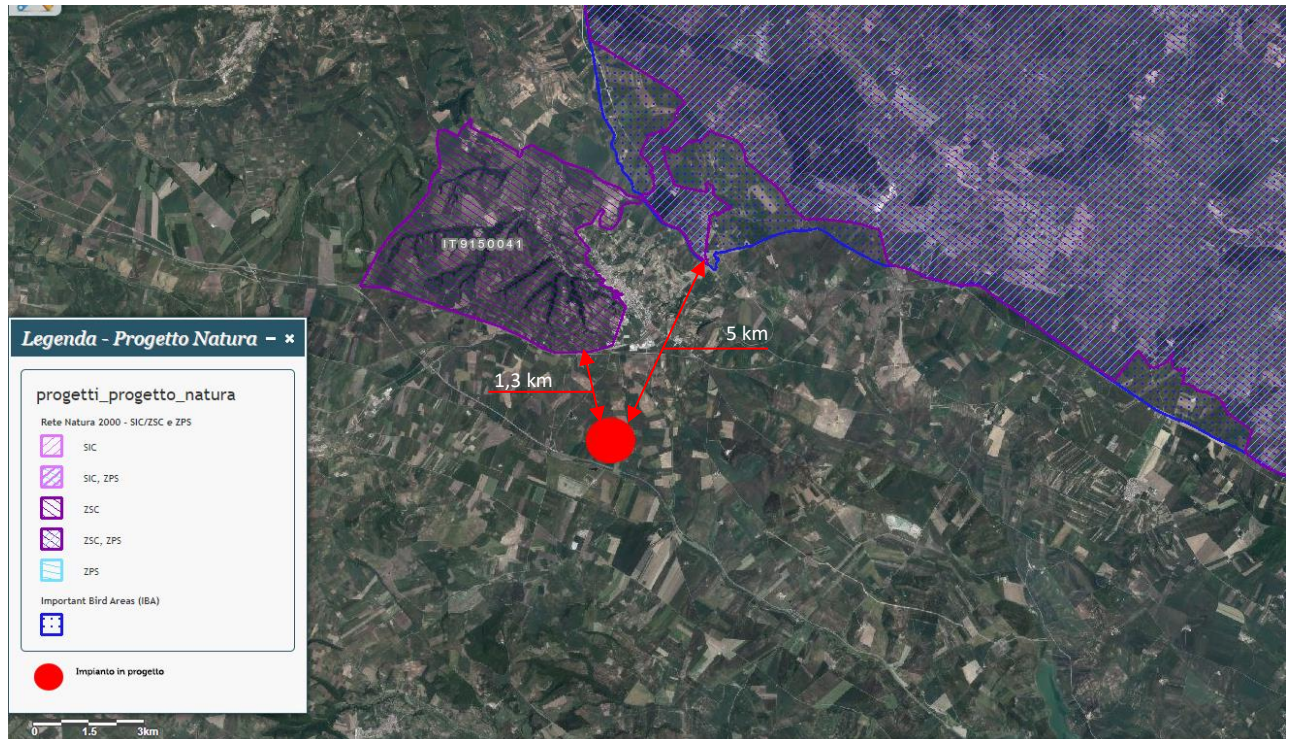 IT9150041
5 km
1,3 km
Legenda - Progetto Natura
progetti_progetto_natura
Rete Natura 2000 - SIC/ZSC e ZPS
SIC
SIC, ZPS
ZSC
ZSC, ZPS
ZPS
Important Bird Areas (IBA)
Impianto in progetto
0 1.5 3km